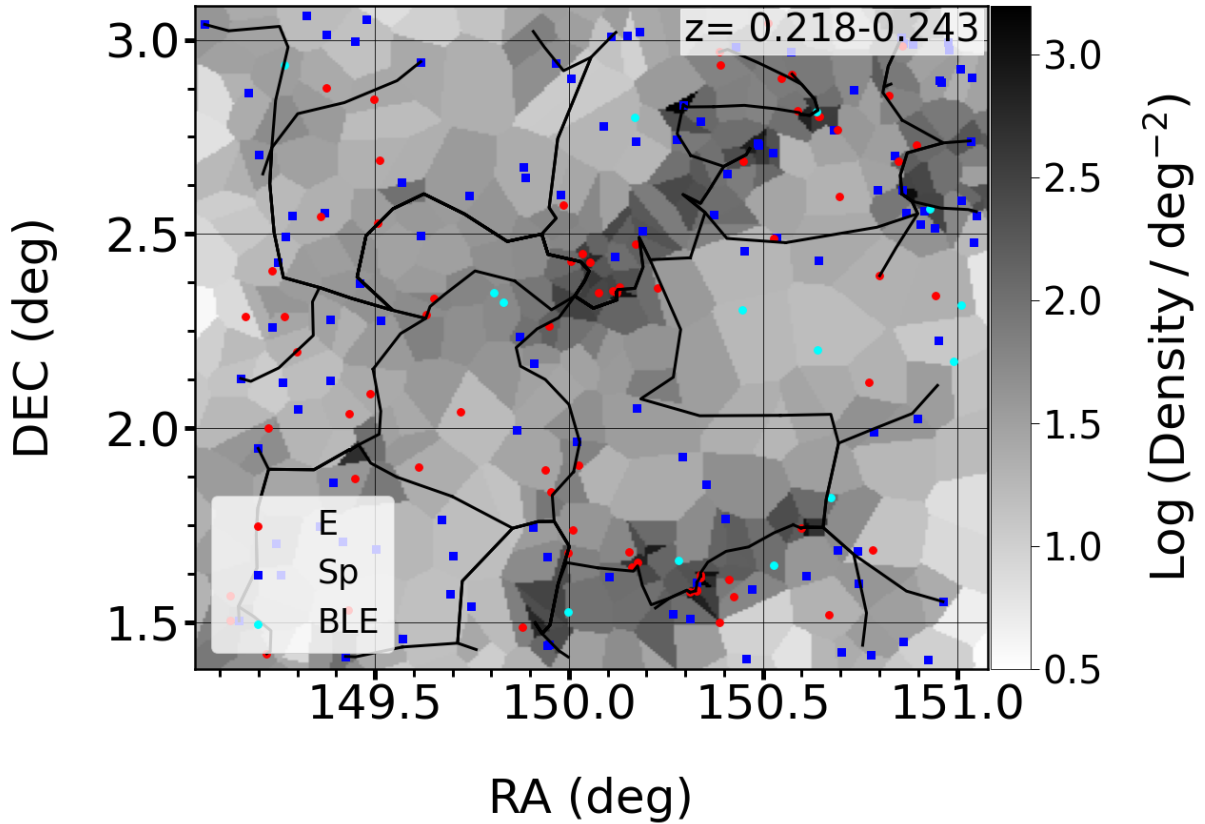 z= 0.218-0.243
3.0
2.5
2.0
1.5
DEC (deg)
E
Sp
BLE
149.5 150.0 150.5 151.0
RA (deg)
3.0
2.5
2.0
1.5
1.0
0.5
Log (Density / deg⁻²)